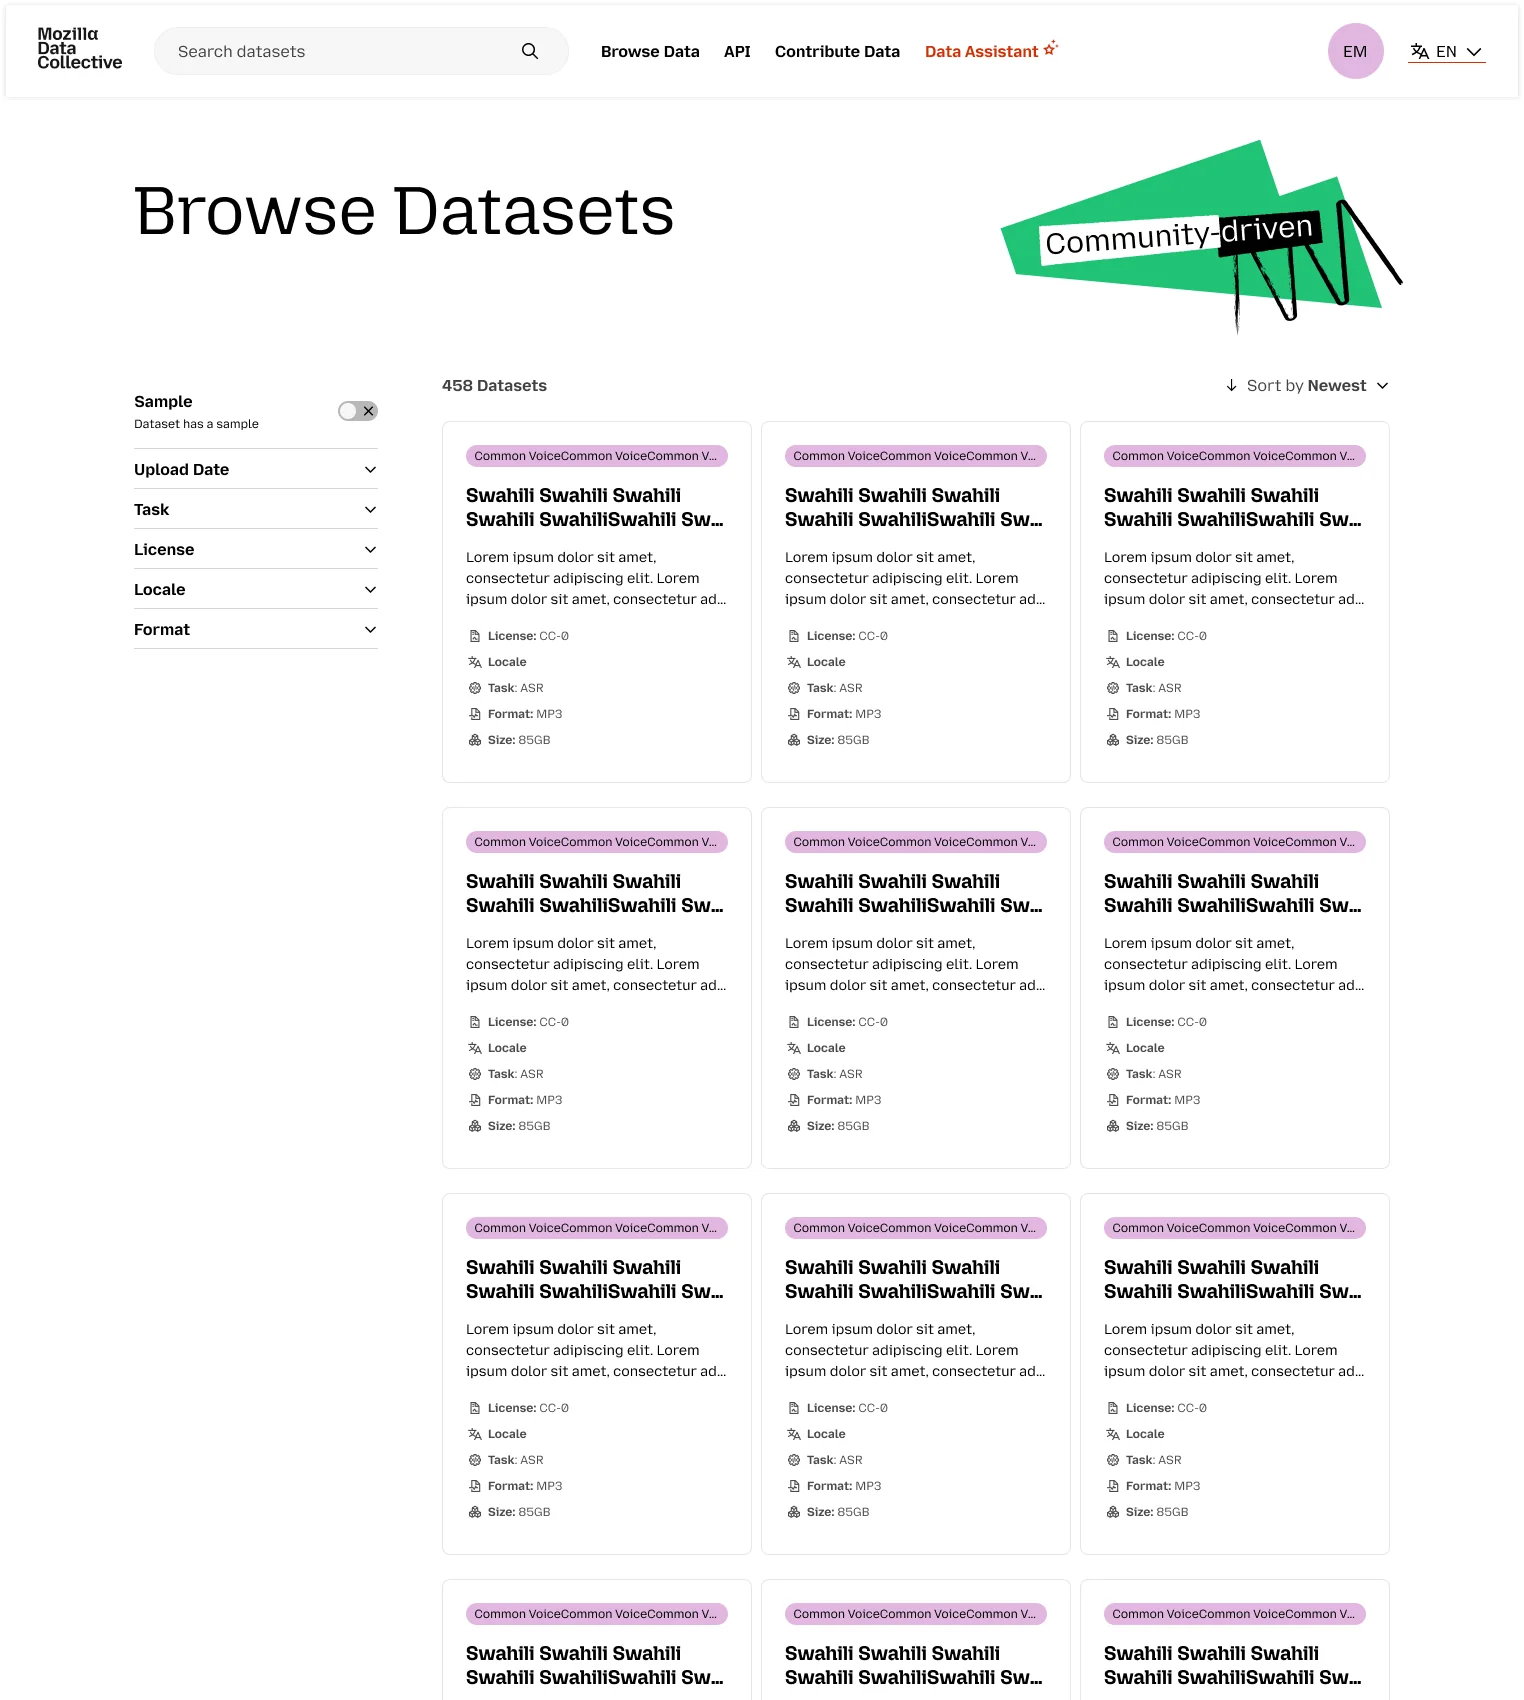 Mozilla
Data
Collective
Search datasets
Browse Data
API
Contribute Data
Data Assistant
EM
EN
Browse Datasets
Community-driven
Sample
Dataset has a sample
Upload Date
Task
License
Locale
Format
458 Datasets
Sort by Newest
Common VoiceCommon VoiceCommon V...
Swahili Swahili Swahili
Swahili SwahiliSwahili Sw...
Lorem ipsum dolor sit amet,
consectetur adipiscing elit. Lorem
ipsum dolor sit amet, consectetur ad...
License: CC-0
Locale
Task: ASR
Format: MP3
Size: 85GB
Common VoiceCommon VoiceCommon V...
Swahili Swahili Swahili
Swahili SwahiliSwahili Sw...
Lorem ipsum dolor sit amet,
consectetur adipiscing elit. Lorem
ipsum dolor sit amet, consectetur ad...
License: CC-0
Locale
Task: ASR
Format: MP3
Size: 85GB
Common VoiceCommon VoiceCommon V...
Swahili Swahili Swahili
Swahili SwahiliSwahili Sw...
Lorem ipsum dolor sit amet,
consectetur adipiscing elit. Lorem
ipsum dolor sit amet, consectetur ad...
License: CC-0
Locale
Task: ASR
Format: MP3
Size: 85GB
Common VoiceCommon VoiceCommon V...
Swahili Swahili Swahili
Swahili SwahiliSwahili Sw...
Lorem ipsum dolor sit amet,
consectetur adipiscing elit. Lorem
ipsum dolor sit amet, consectetur ad...
License: CC-0
Locale
Task: ASR
Format: MP3
Size: 85GB
Common VoiceCommon VoiceCommon V...
Swahili Swahili Swahili
Swahili SwahiliSwahili Sw...
Lorem ipsum dolor sit amet,
consectetur adipiscing elit. Lorem
ipsum dolor sit amet, consectetur ad...
License: CC-0
Locale
Task: ASR
Format: MP3
Size: 85GB
Common VoiceCommon VoiceCommon V...
Swahili Swahili Swahili
Swahili SwahiliSwahili Sw...
Lorem ipsum dolor sit amet,
consectetur adipiscing elit. Lorem
ipsum dolor sit amet, consectetur ad...
License: CC-0
Locale
Task: ASR
Format: MP3
Size: 85GB
Common VoiceCommon VoiceCommon V...
Swahili Swahili Swahili
Swahili SwahiliSwahili Sw...
Lorem ipsum dolor sit amet,
consectetur adipiscing elit. Lorem
ipsum dolor sit amet, consectetur ad...
License: CC-0
Locale
Task: ASR
Format: MP3
Size: 85GB
Common VoiceCommon VoiceCommon V...
Swahili Swahili Swahili
Swahili SwahiliSwahili Sw...
Lorem ipsum dolor sit amet,
consectetur adipiscing elit. Lorem
ipsum dolor sit amet, consectetur ad...
License: CC-0
Locale
Task: ASR
Format: MP3
Size: 85GB
Common VoiceCommon VoiceCommon V...
Swahili Swahili Swahili
Swahili SwahiliSwahili Sw...
Lorem ipsum dolor sit amet,
consectetur adipiscing elit. Lorem
ipsum dolor sit amet, consectetur ad...
License: CC-0
Locale
Task: ASR
Format: MP3
Size: 85GB
Common VoiceCommon VoiceCommon V...
Swahili Swahili Swahili
Swahili SwahiliSwahili Sw...
Common VoiceCommon VoiceCommon V...
Swahili Swahili Swahili
Swahili SwahiliSwahili Sw...
Common VoiceCommon VoiceCommon V...
Swahili Swahili Swahili
Swahili SwahiliSwahili Sw...